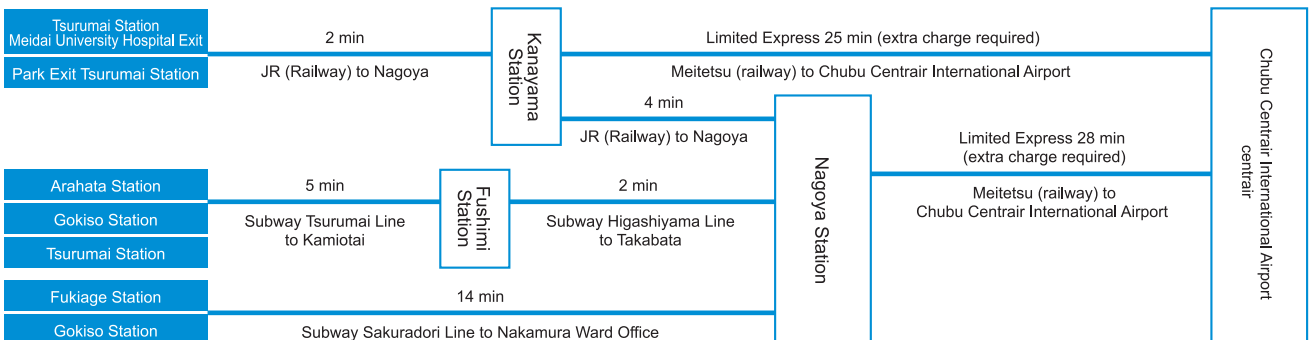 Tsurumai Station
Meidai University Hospital Exit
Park Exit Tsurumai Station
2 min
JR (Railway) to Nagoya
Kanayama
Station
Limited Express 25 min (extra charge required)
Meitetsu (railway) to Chubu Centrair International Airport
4 min
JR (Railway) to Nagoya
Arahata Station
Gokiso Station
Tsurumai Station
5 min
Subway Tsurumai Line
to Kamiotai
Fushimi
Station
2 min
Subway Higashiyama Line
to Takabata
Fukiage Station
Gokiso Station
14 min
Subway Sakuradori Line to Nakamura Ward Office
Nagoya Station
Limited Express 28 min
(extra charge required)
Meitetsu (railway) to
Chubu Centrair International Airport
Chubu Centrair International Airport
centrair